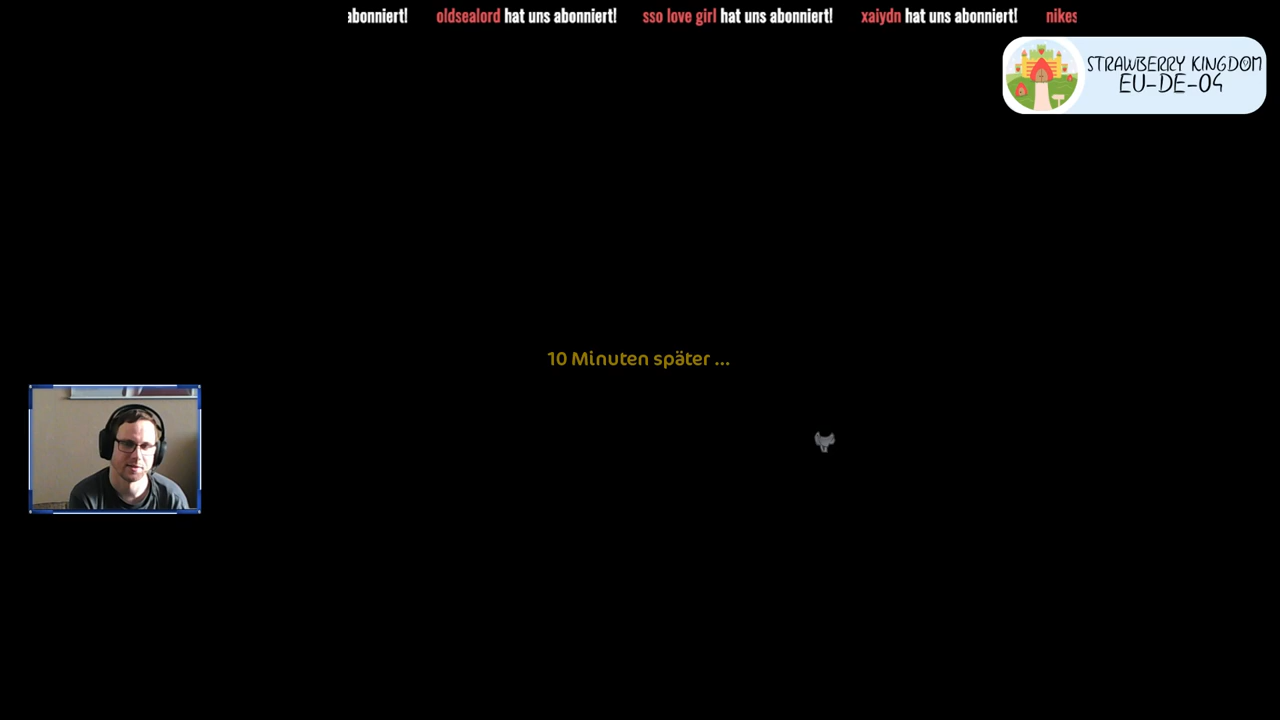 abonniert! oldsealord hat uns abonniert! sso love girl hat uns abonniert! xaiydn hat uns abonniert! nikes
STRAWBERRY KINGDOM
EU-DE-04
10 Minuten später ...